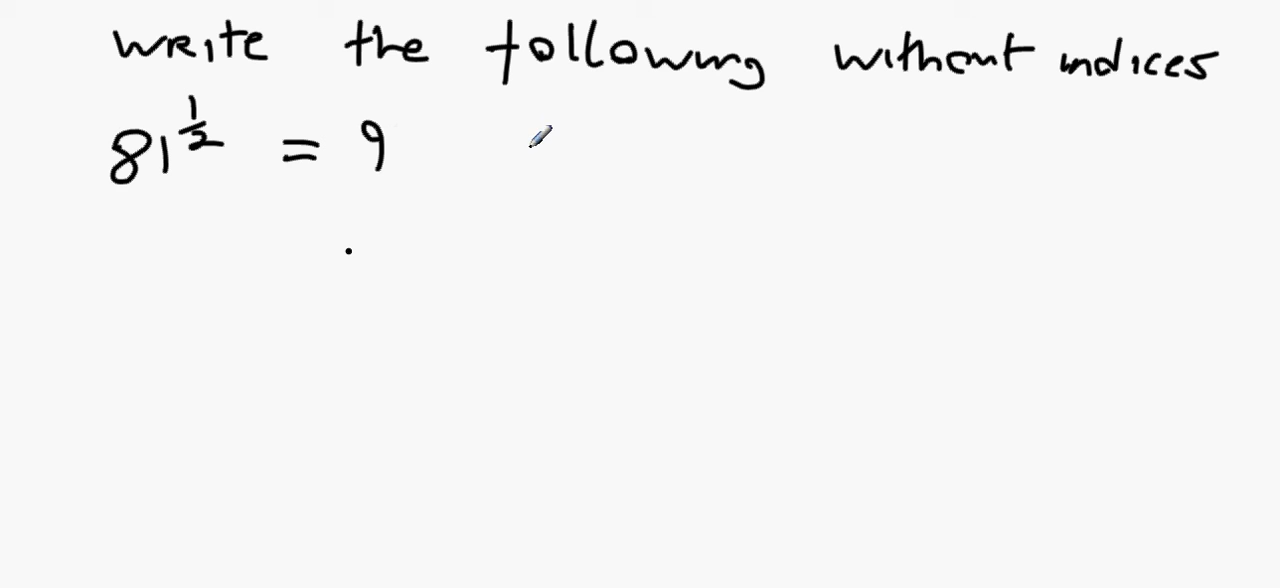 write the following without indices
81^{1/2} = 9